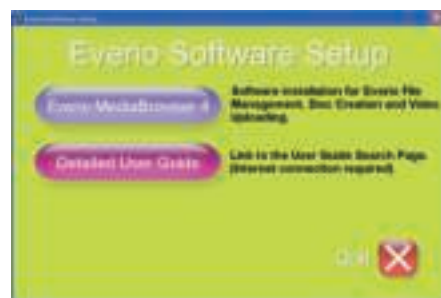 Everio Software Setup
Everio MediaBrowser 4
Software installation for Everio File
Management, Disc Creation and Video
Uploading.
Detailed User Guide
Link to the User Guide Search Page.
(Internet connection required)
Quit